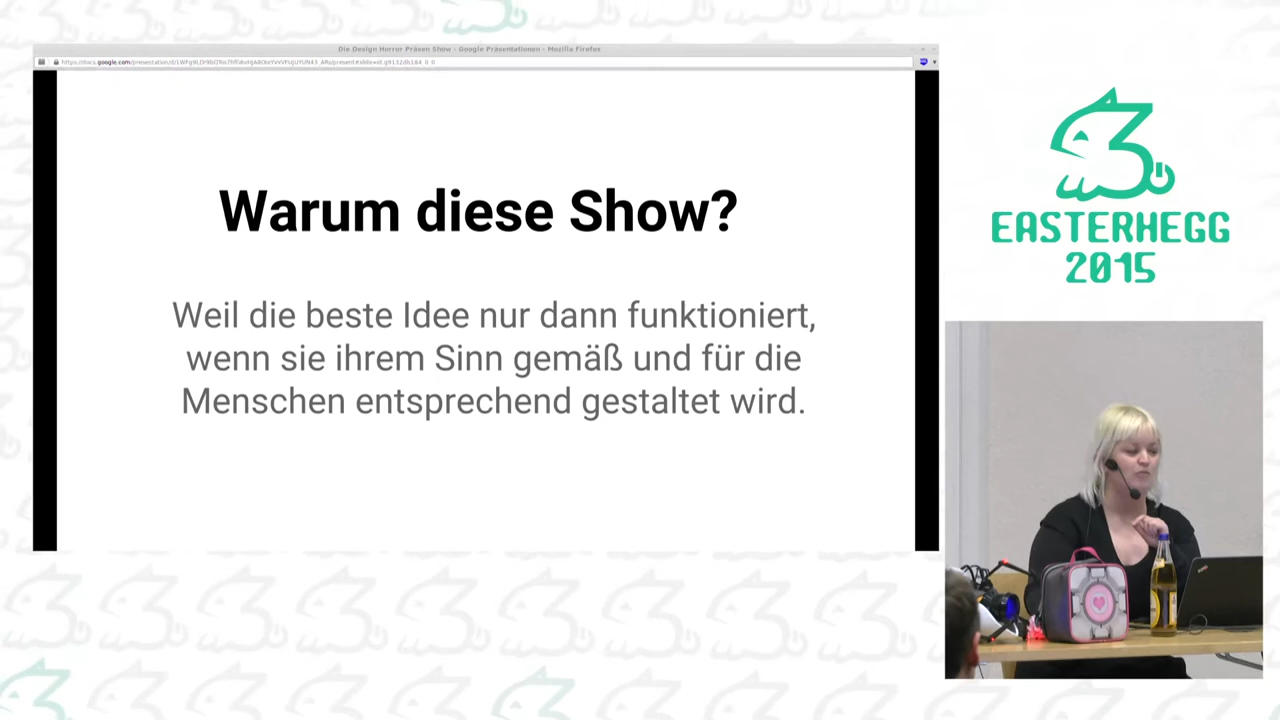 Die Design Horror Präsen Show - Google Präsentationen - Mozilla Firefox
Warum diese Show?
Weil die beste Idee nur dann funktioniert,
wenn sie ihrem Sinn gemäß und für die
Menschen entsprechend gestaltet wird.
EASTERHEGG
2015